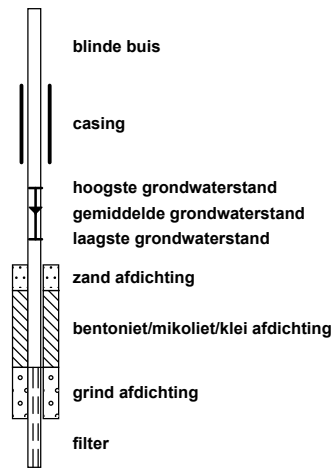 blinde buis
casing
hoogste grondwaterstand
gemiddelde grondwaterstand
laagste grondwaterstand
zand afdichting
bentoniet/mikoliet/klei afdichting
grind afdichting
filter